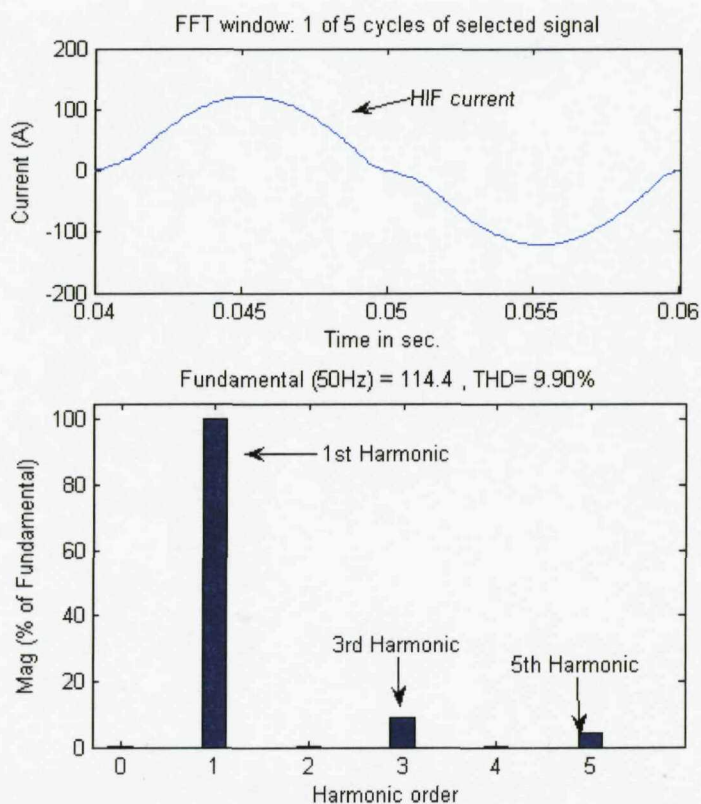 FFT window: 1 of 5 cycles of selected signal
200
100
0
-100
-200
Current (A)
HIF current
0.04
0.045
0.05
0.055
0.06
Time in sec.
Fundamental (50Hz) = 114.4 , THD= 9.90%
100
80
60
40
20
0
Mag (% of Fundamental)
1st Harmonic
3rd Harmonic
5th Harmonic
0
1
2
3
4
5
Harmonic order